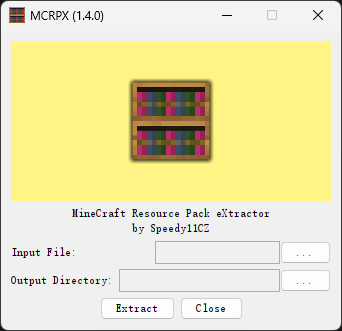 MCRPX (1.4.0)
MineCraft Resource Pack eXtractor
by Speedy11CZ
Input File:
...
Output Directory:
...
Extract
Close